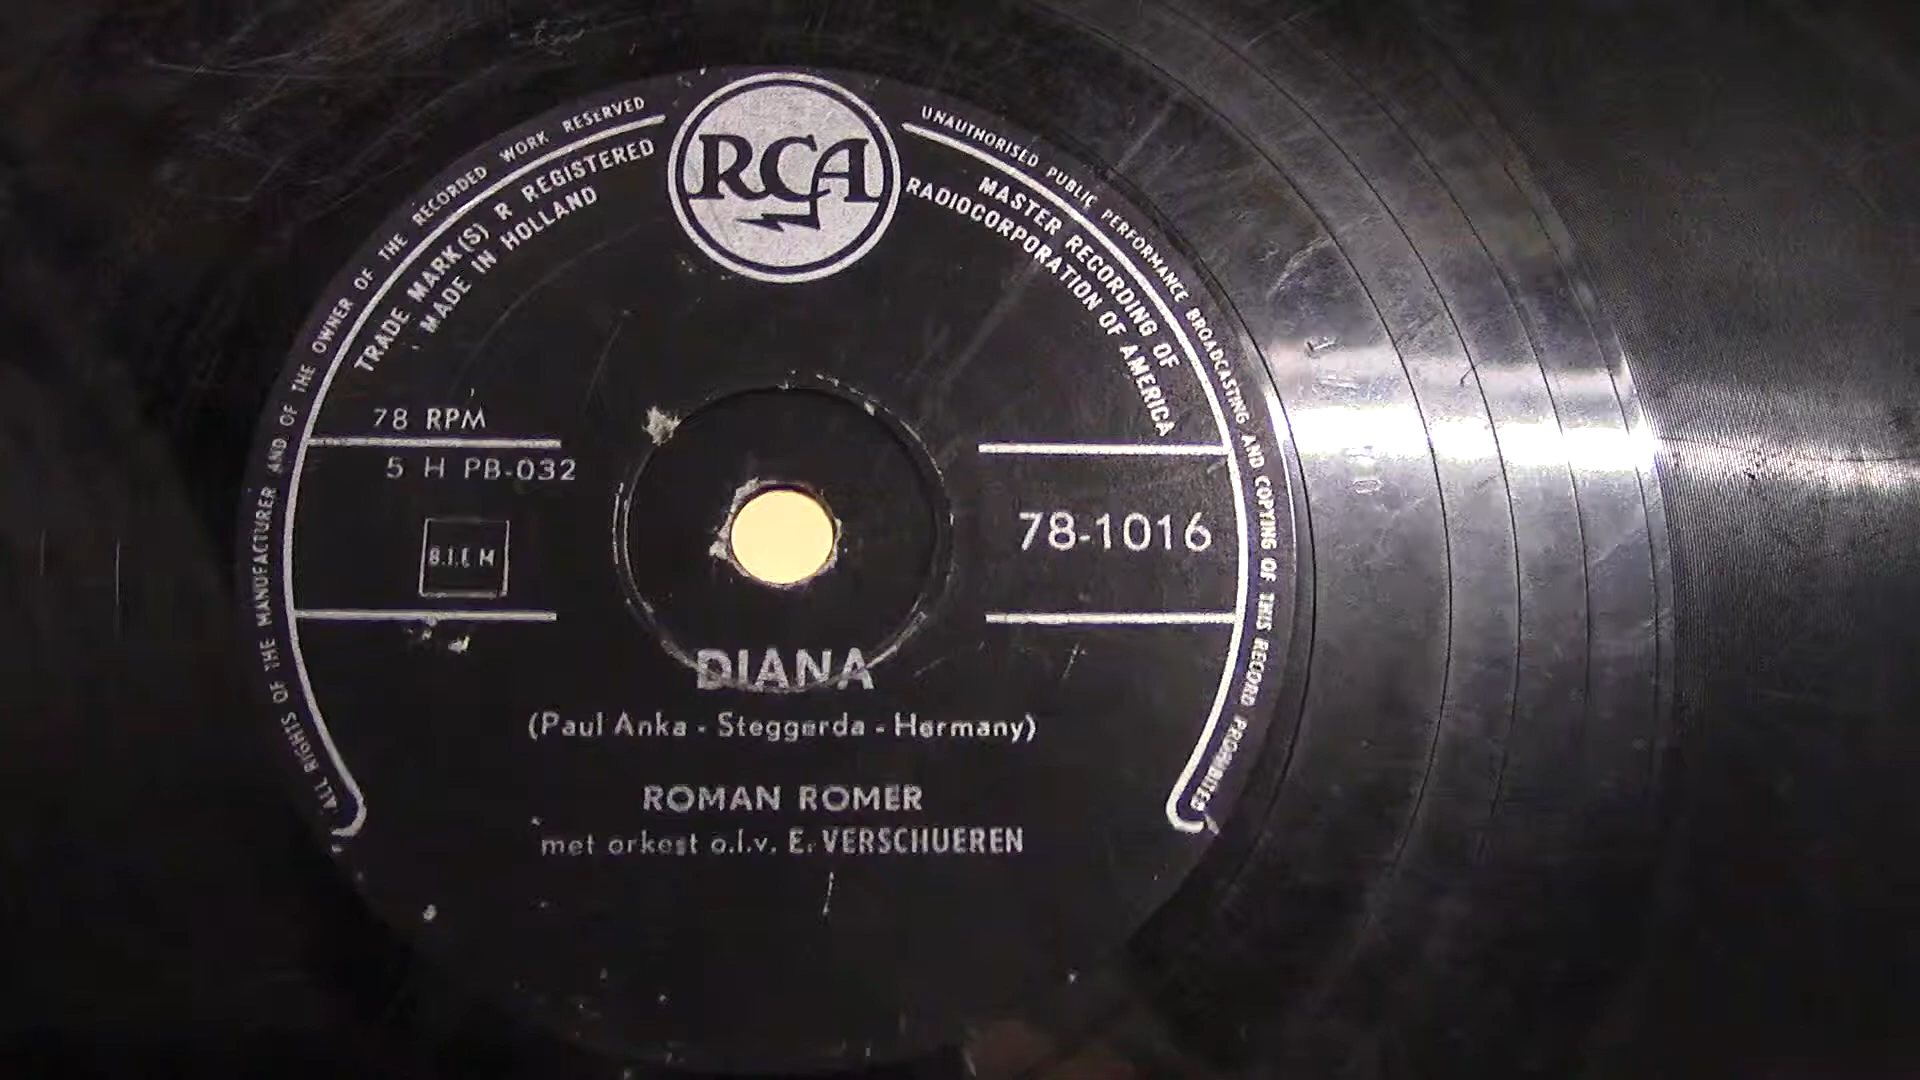 ALL RIGHTS OF THE MANUFACTURER AND OF THE OWNER OF THE RECORDED WORK RESERVED
UNAUTHORISED PUBLIC PERFORMANCE BROADCASTING AND COPYING OF THIS RECORD PROHIBITED
TRADE MARK(S) R REGISTERED
MADE IN HOLLAND
RCA
MASTER RECORDING OF
RADIOCORPORATION OF AMERICA
78 RPM
5 H PB-032
B.I.E M
78-1016
DIANA
(Paul Anka - Steggerda - Hermany)
ROMAN ROMER
met orkest o.l.v. E. VERSCHUEREN